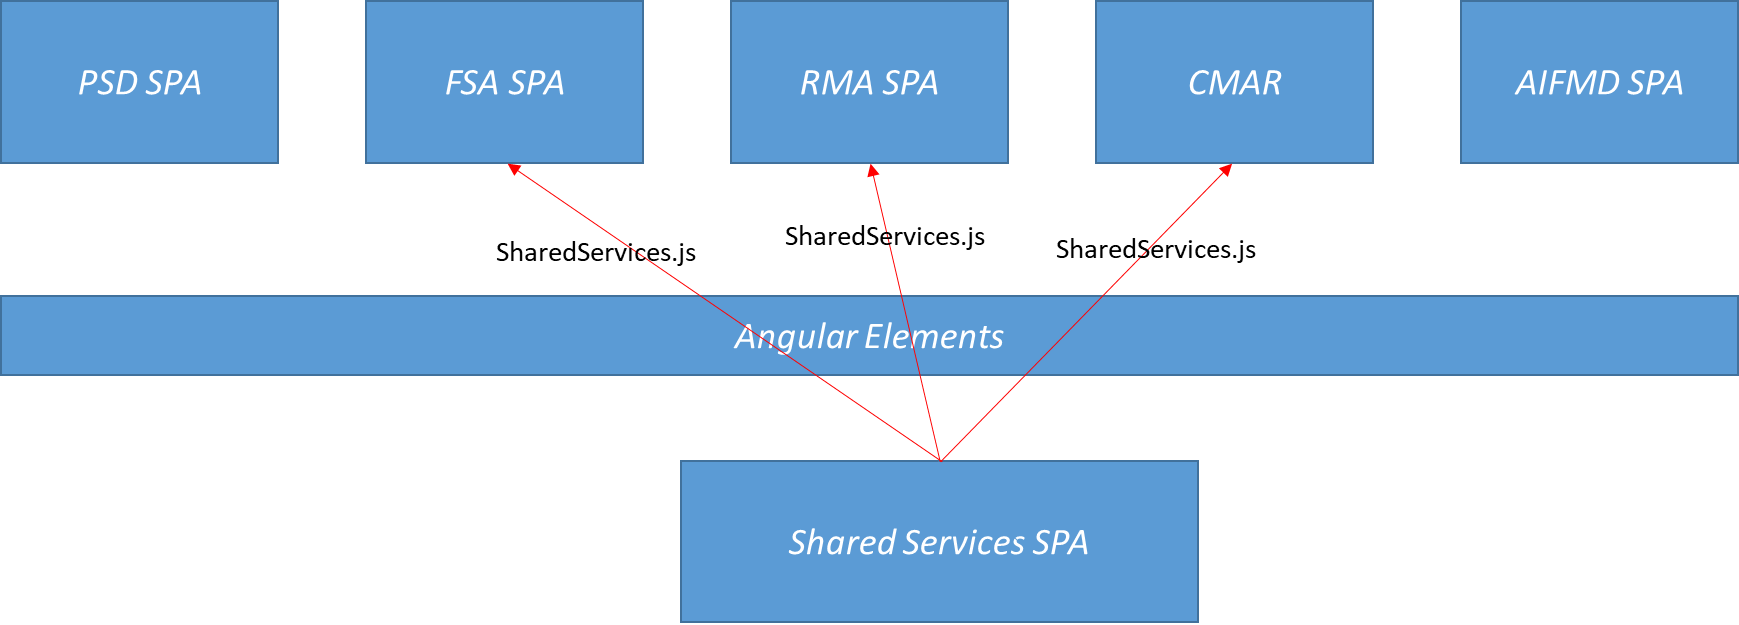 PSD SPA
FSA SPA
RMA SPA
CMAR
AIFMD SPA
SharedServices.js
SharedServices.js
SharedServices.js
Angular Elements
Shared Services SPA